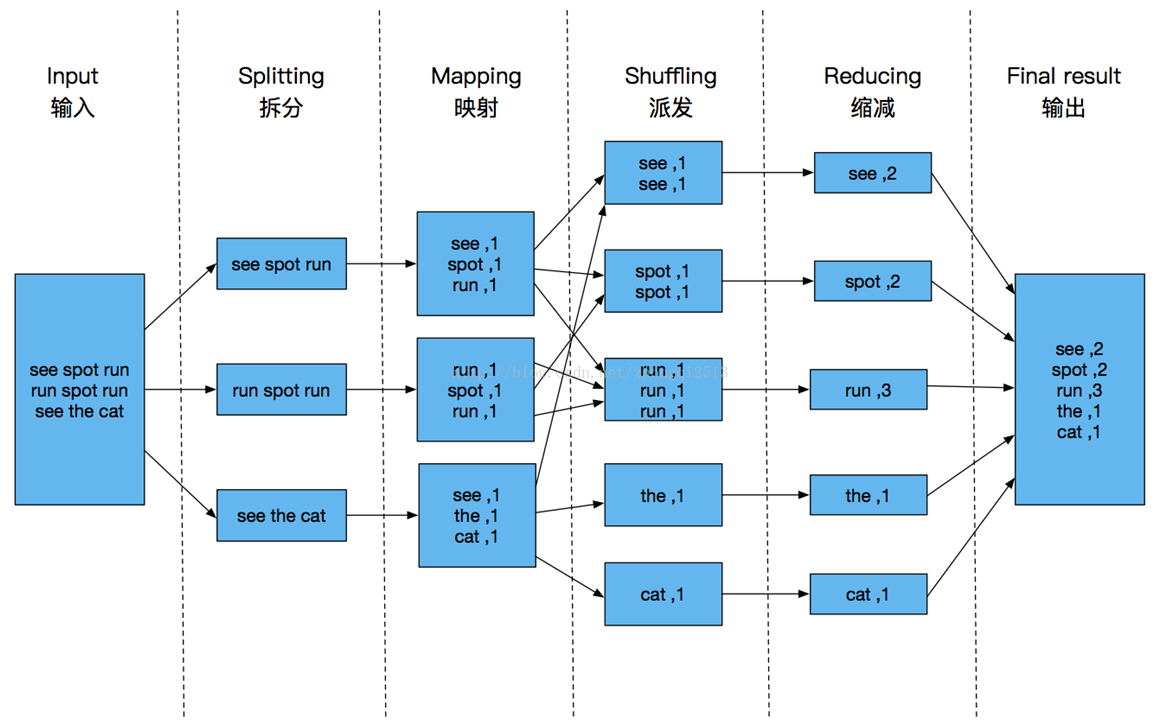 Input
输入
Splitting
拆分
Mapping
映射
Shuffling
派发
Reducing
缩减
Final result
输出
see spot run
run spot run
see the cat
see spot run
run spot run
see the cat
see ,1
spot ,1
run ,1
run ,1
spot ,1
run ,1
see ,1
the ,1
cat ,1
see ,1
see ,1
spot ,1
spot ,1
run ,1
run ,1
run ,1
the ,1
cat ,1
see ,2
spot ,2
run ,3
the ,1
cat ,1
see ,2
spot ,2
run ,3
the ,1
cat ,1